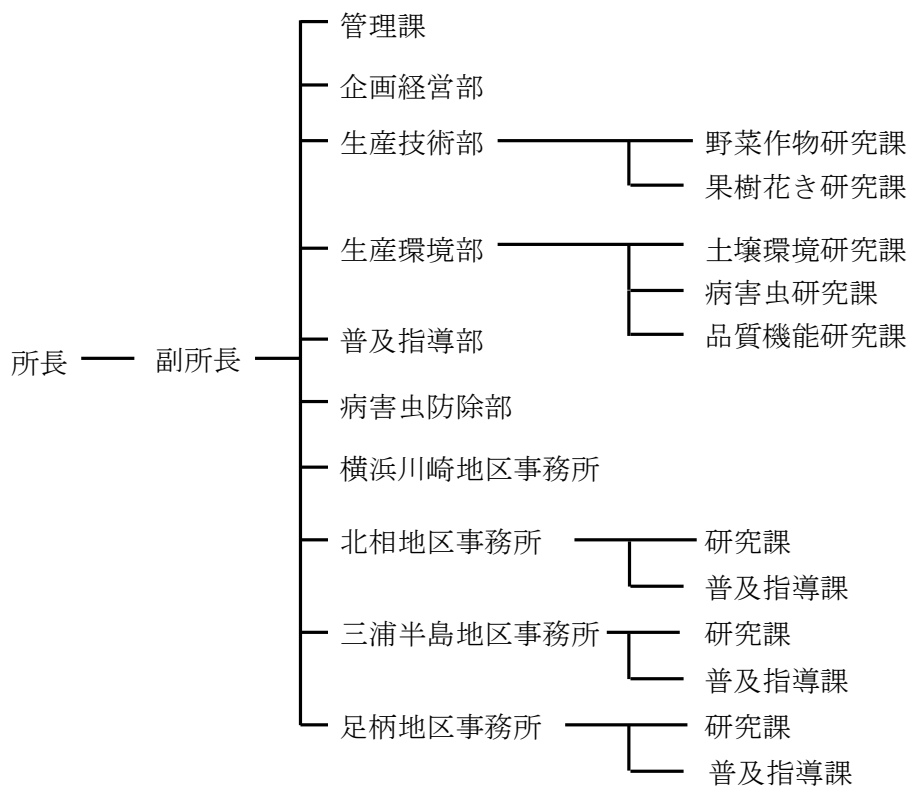 管理課
企画経営部
生産技術部 野菜作物研究課
果樹花き研究課
生産環境部 土壌環境研究課
病害虫研究課
品質機能研究課
普及指導部
所長 副所長
病害虫防除部
横浜川崎地区事務所
北相地区事務所 研究課
普及指導課
三浦半島地区事務所 研究課
普及指導課
足柄地区事務所 研究課
普及指導課